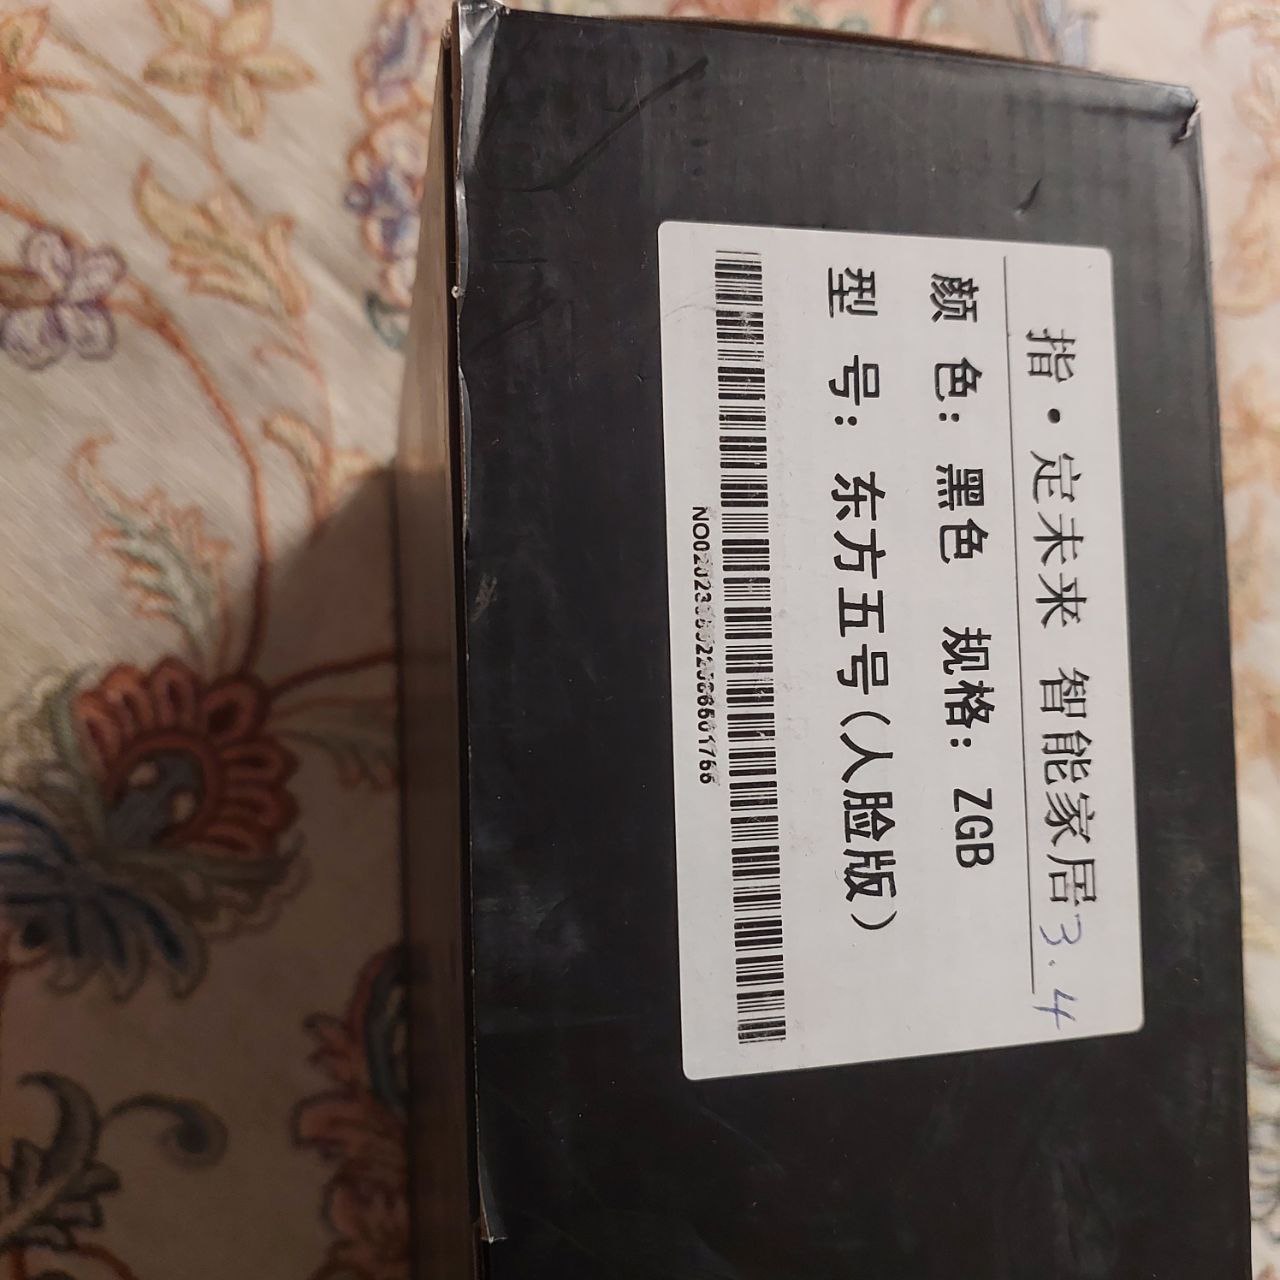 指·定未来 智能家居 3.4
颜 色: 黑色 规格: ZGB
型 号: 东方五号(人脸版)